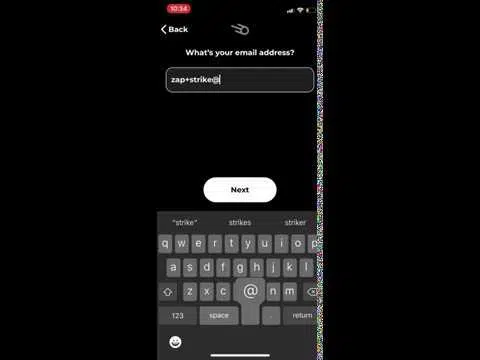 10:34
Back
What's your email address?
zap+strike@
Next
"strike" strikes striker
q w e r t y u i o p
a s d f g h j k l
z x c @ n m
123 space . return